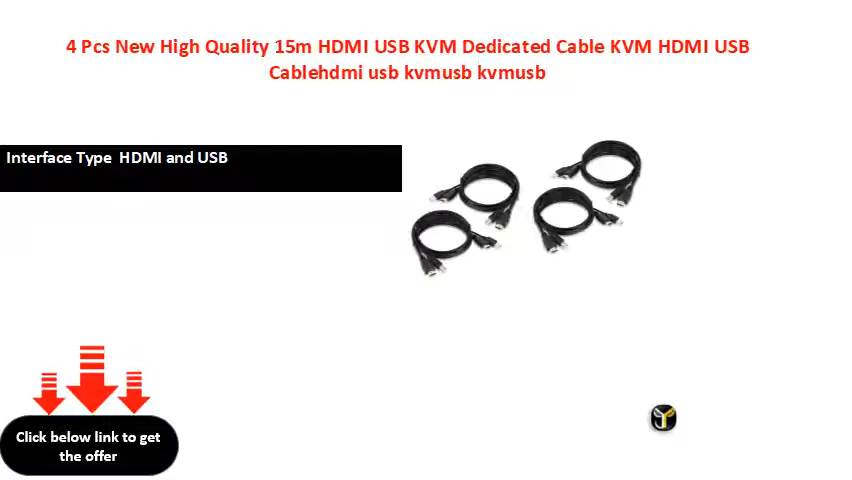 4 Pcs New High Quality 15m HDMI USB KVM Dedicated Cable KVM HDMI USB
Cablehdmi usb kvmusb kvmusb
Interface Type  HDMI and USB
Click below link to get
the offer